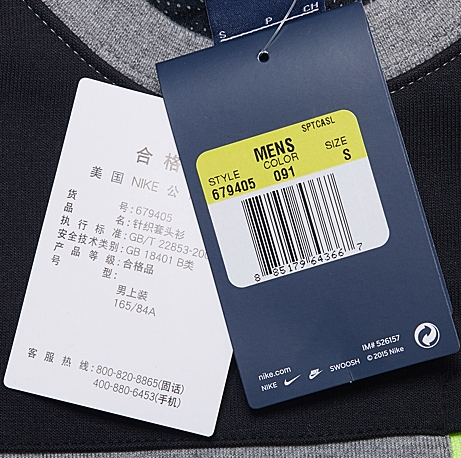 S P CH
合格
美国 NIKE 公
货 号:679405
品 名:针织套头衫
执行标准:GB/T 22853-20
安全技术类别:GB 18401 B类
产品等级:合格品
号 型:
男上装
165/84A
客服热线:800-820-8865(固话)
400-880-6453(手机)
SPTCASL
MENS
STYLE COLOR SIZE
679405 091 S
8 85179 64366 7
IM# 526157
nike.com
NIKE SWOOSH © 2015 Nike